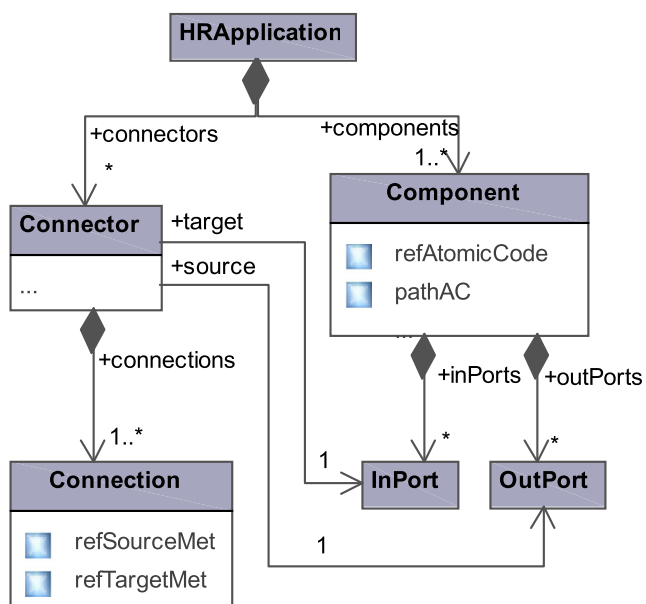 HRApplication
+connectors
+components
*
1..*
Connector
+target
Component
+source
refAtomicCode
...
pathAC
...
+connections
+inPorts
+outPorts
1..*
*
*
Connection
1
InPort
OutPort
refSourceMet
1
refTargetMet